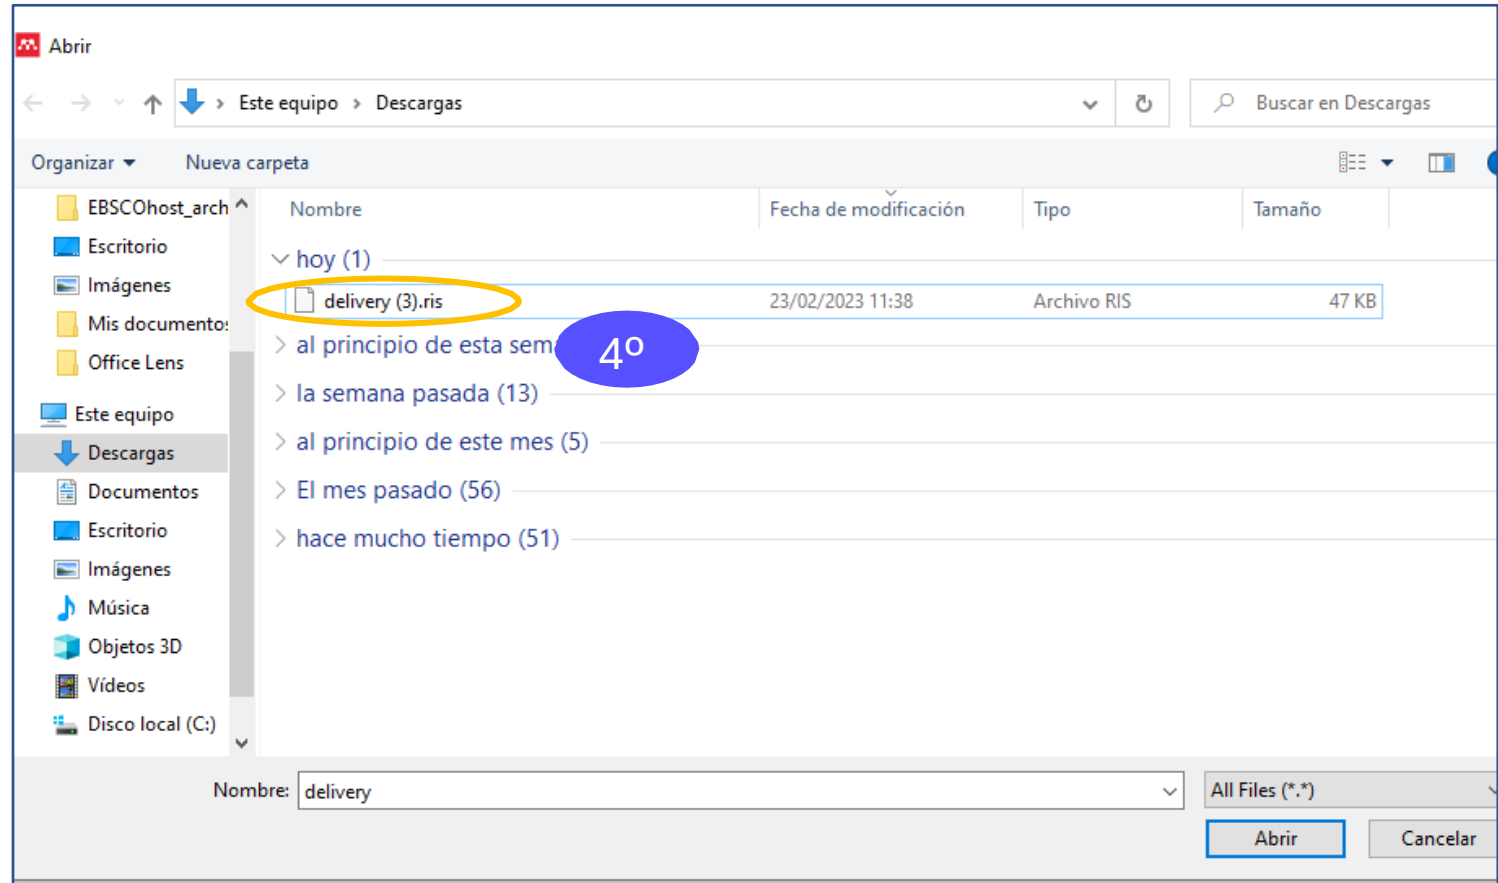 Abrir
Este equipo > Descargas
Buscar en Descargas
Organizar
Nueva carpeta
EBSCOhost_arch
Escritorio
Imágenes
Mis documentos
Office Lens
Este equipo
Descargas
Documentos
Escritorio
Imágenes
Música
Objetos 3D
Vídeos
Disco local (C:)
Nombre Fecha de modificación Tipo Tamaño
hoy (1)
delivery (3).ris 23/02/2023 11:38 Archivo RIS 47 KB
al principio de esta sem
4º
la semana pasada (13)
al principio de este mes (5)
El mes pasado (56)
hace mucho tiempo (51)
Nombre: delivery
All Files (*.*)
Abrir
Cancelar